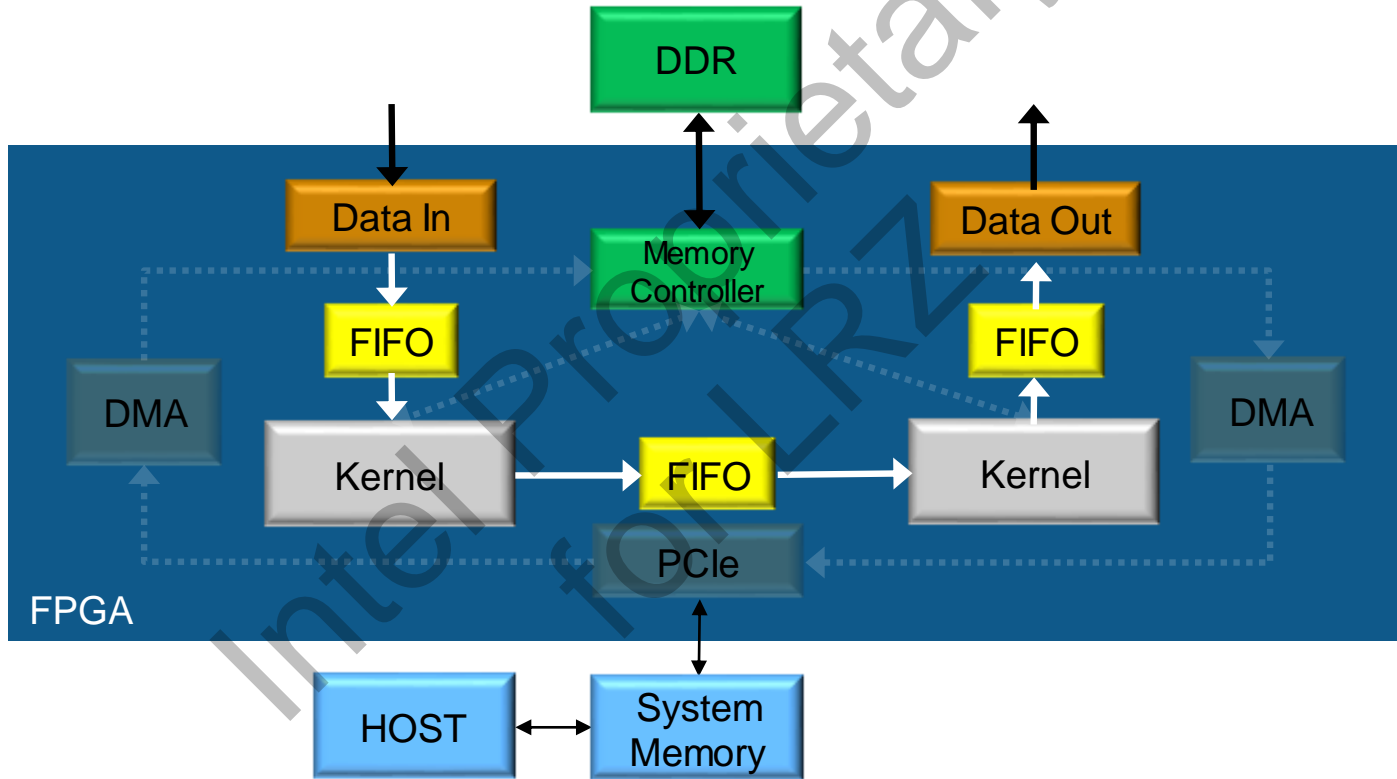 DDR
Data In
Memory
Controller
Data Out
FIFO
FIFO
DMA
DMA
Kernel
FIFO
Kernel
PCIe
FPGA
HOST
System
Memory
Intel Proprietary
for LRZ